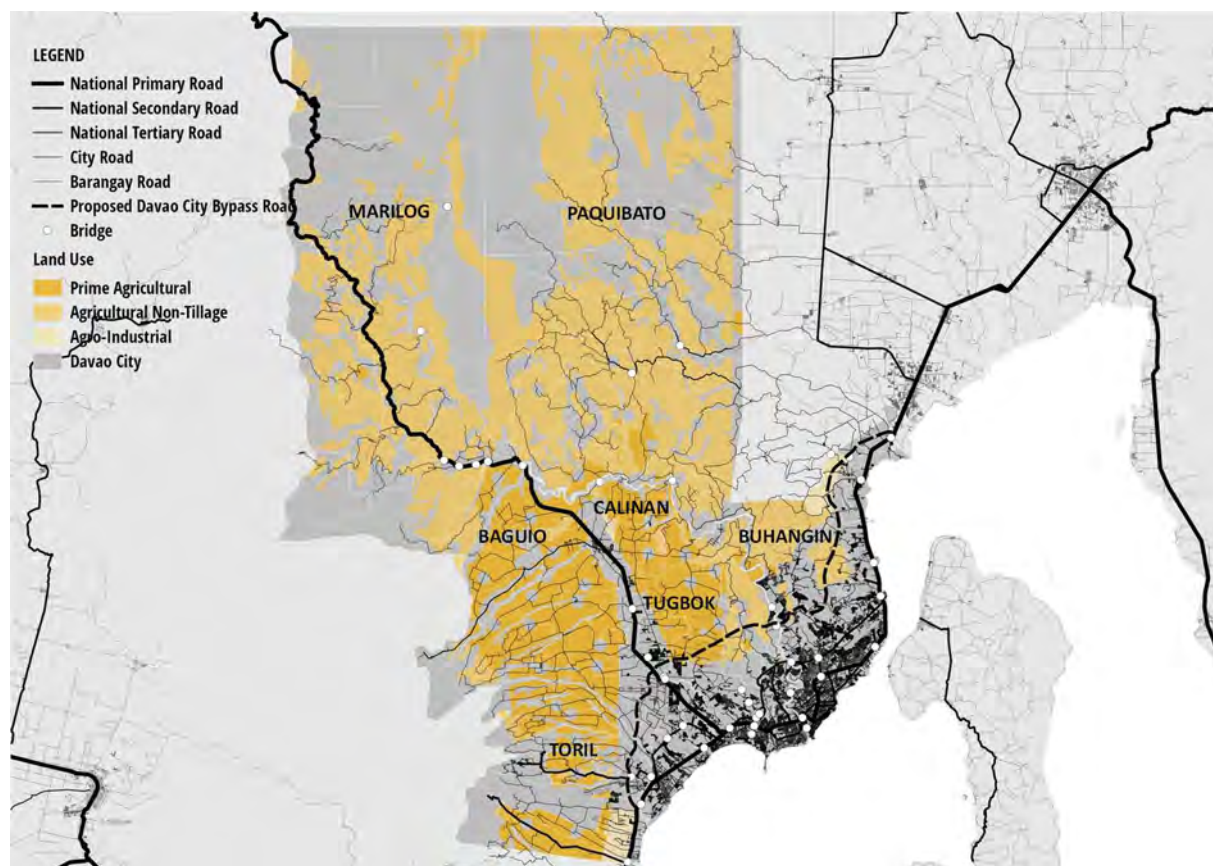 LEGEND
National Primary Road
National Secondary Road
National Tertiary Road
City Road
Barangay Road
Proposed Davao City Bypass Road
Bridge
Land Use
Prime Agricultural
Agricultural Non-Tillage
Agro-Industrial
Davao City
MARILOG
PAQUIBATO
CALINAN
BAGUIO
BUHANGIN
TUGBOK
TORIL